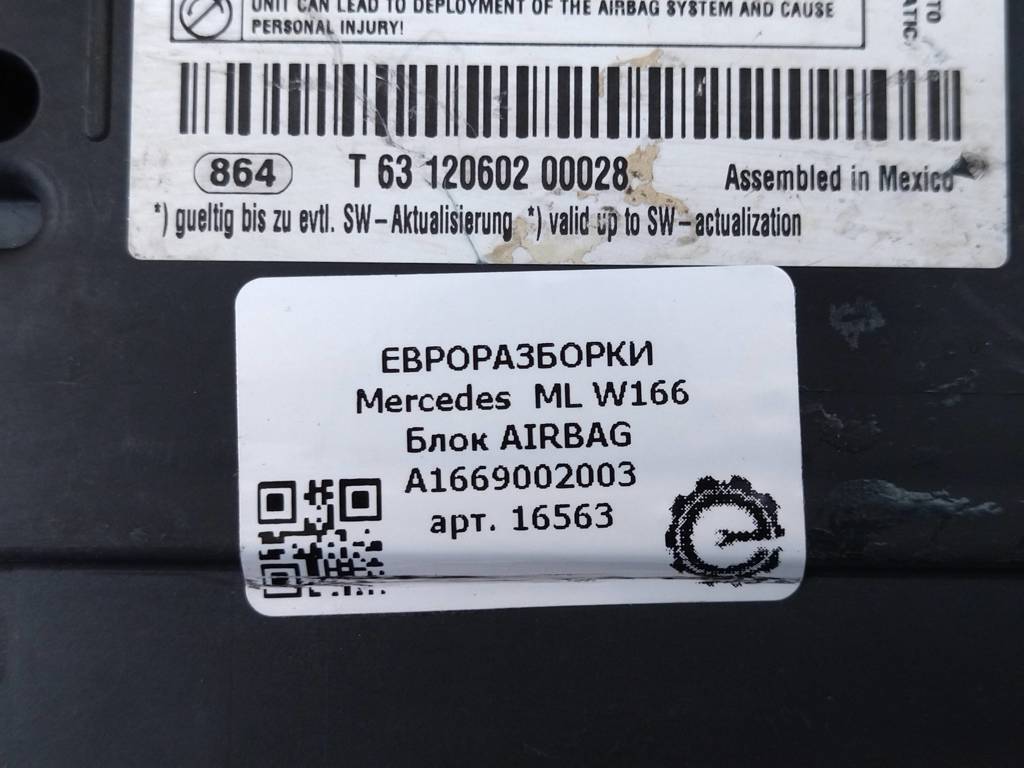 UNIT CAN LEAD TO DEPLOYMENT OF THE AIRBAG SYSTEM AND CAUSE
PERSONAL INJURY!
864 T 63 120602 00028 Assembled in Mexico
*) gueltig bis zu evtl. SW-Aktualisierung *) valid up to SW-actualization
ЕВРОРАЗБОРКИ
Mercedes ML W166
Блок AIRBAG
A1669002003
арт. 16563